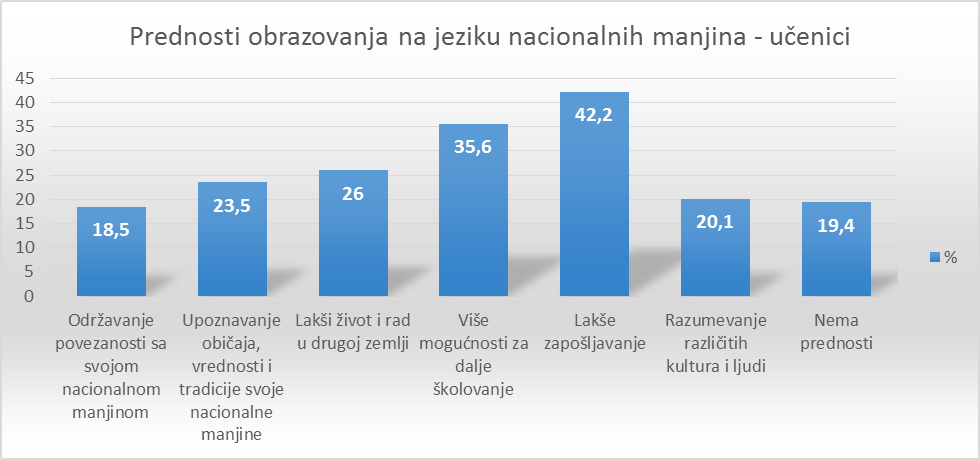 Prednosti obrazovanja na jeziku nacionalnih manjina - učenici
45
40
35
30
25
20
15
10
5
0
18,5
23,5
26
35,6
42,2
20,1
19,4
%
Održavanje
povezanosti sa
svojom
nacionalnom
manjinom
Upoznavanje
običaja,
vrednosti i
tradicije svoje
nacionalne
manjine
Lakši život i rad
u drugoj zemlji
Više
mogućnosti za
dalje
školovanje
Lakše
zapošljavanje
Razumevanje
različitih
kultura i ljudi
Nema
prednosti